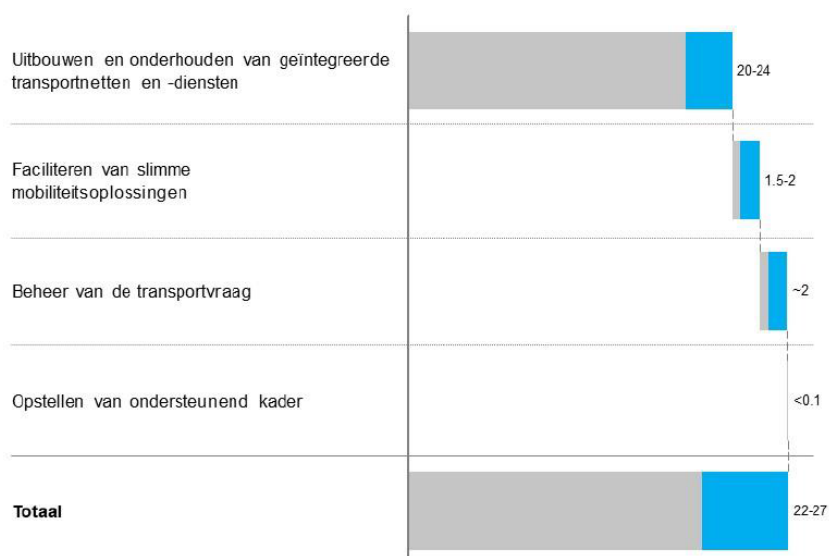 Uitbouwen en onderhouden van geïntegreerde
transportnetten en -diensten
20-24
Faciliteren van slimme
mobiliteitsoplossingen
1.5-2
Beheer van de transportvraag
~2
Opstellen van ondersteunend kader
<0.1
Totaal
22-27